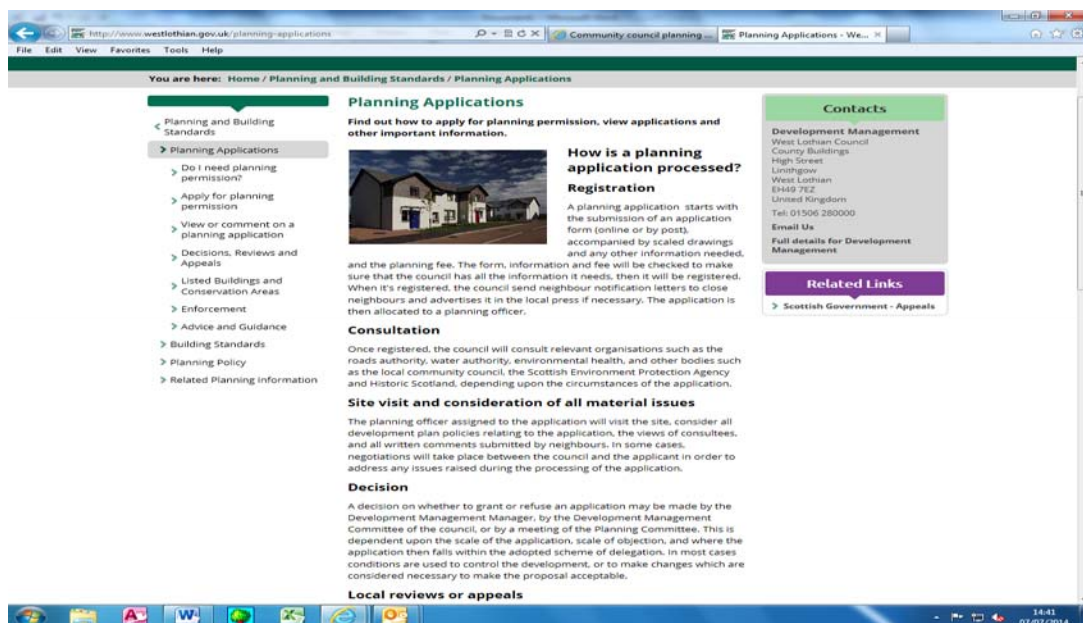 http://www.westlothian.gov.uk/planning-applications
Community council planning ...
Planning Applications - We... ×
File Edit View Favorites Tools Help
You are here: Home / Planning and Building Standards / Planning Applications
Planning and Building
Standards
Planning Applications
Do I need planning
permission?
Apply for planning
permission
View or comment on a
planning application
Decisions, Reviews and
Appeals
Listed Buildings and
Conservation Areas
Enforcement
Advice and Guidance
Building Standards
Planning Policy
Related Planning Information
Planning Applications
Find out how to apply for planning permission, view applications and
other important information.
How is a planning
application processed?
Registration
A planning application starts with
the submission of an application
form (online or by post),
accompanied by scaled drawings
and any other information needed,
and the planning fee. The form, information and fee will be checked to make
sure that the council has all the information it needs, then it will be registered.
When it's registered, the council send neighbour notification letters to close
neighbours and advertises it in the local press if necessary. The application is
then allocated to a planning officer.
Consultation
Once registered, the council will consult relevant organisations such as the
roads authority, water authority, environmental health, and other bodies such
as the local community council, the Scottish Environment Protection Agency
and Historic Scotland, depending upon the circumstances of the application.
Site visit and consideration of all material issues
The planning officer assigned to the application will visit the site, consider all
development plan policies relating to the application, the views of consultees,
and all written comments submitted by neighbours. In some cases,
negotiations will take place between the council and the applicant in order to
address any issues raised during the processing of the application.
Decision
A decision on whether to grant or refuse an application may be made by the
Development Management Manager, by the Development Management
Committee of the council, or by a meeting of the Planning Committee. This is
dependent upon the scale of the application, scale of objection, and where the
application then falls within the adopted scheme of delegation. In most cases
conditions are used to control the development, or to make changes which are
considered necessary to make the proposal acceptable.
Local reviews or appeals
Contacts
Development Management
West Lothian Council
County Buildings
High Street
Linlithgow
West Lothian
EH49 7EZ
United Kingdom
Tel: 01506 280000
Email Us
Full details for Development
Management
Related Links
Scottish Government - Appeals
14:41
07/07/2014